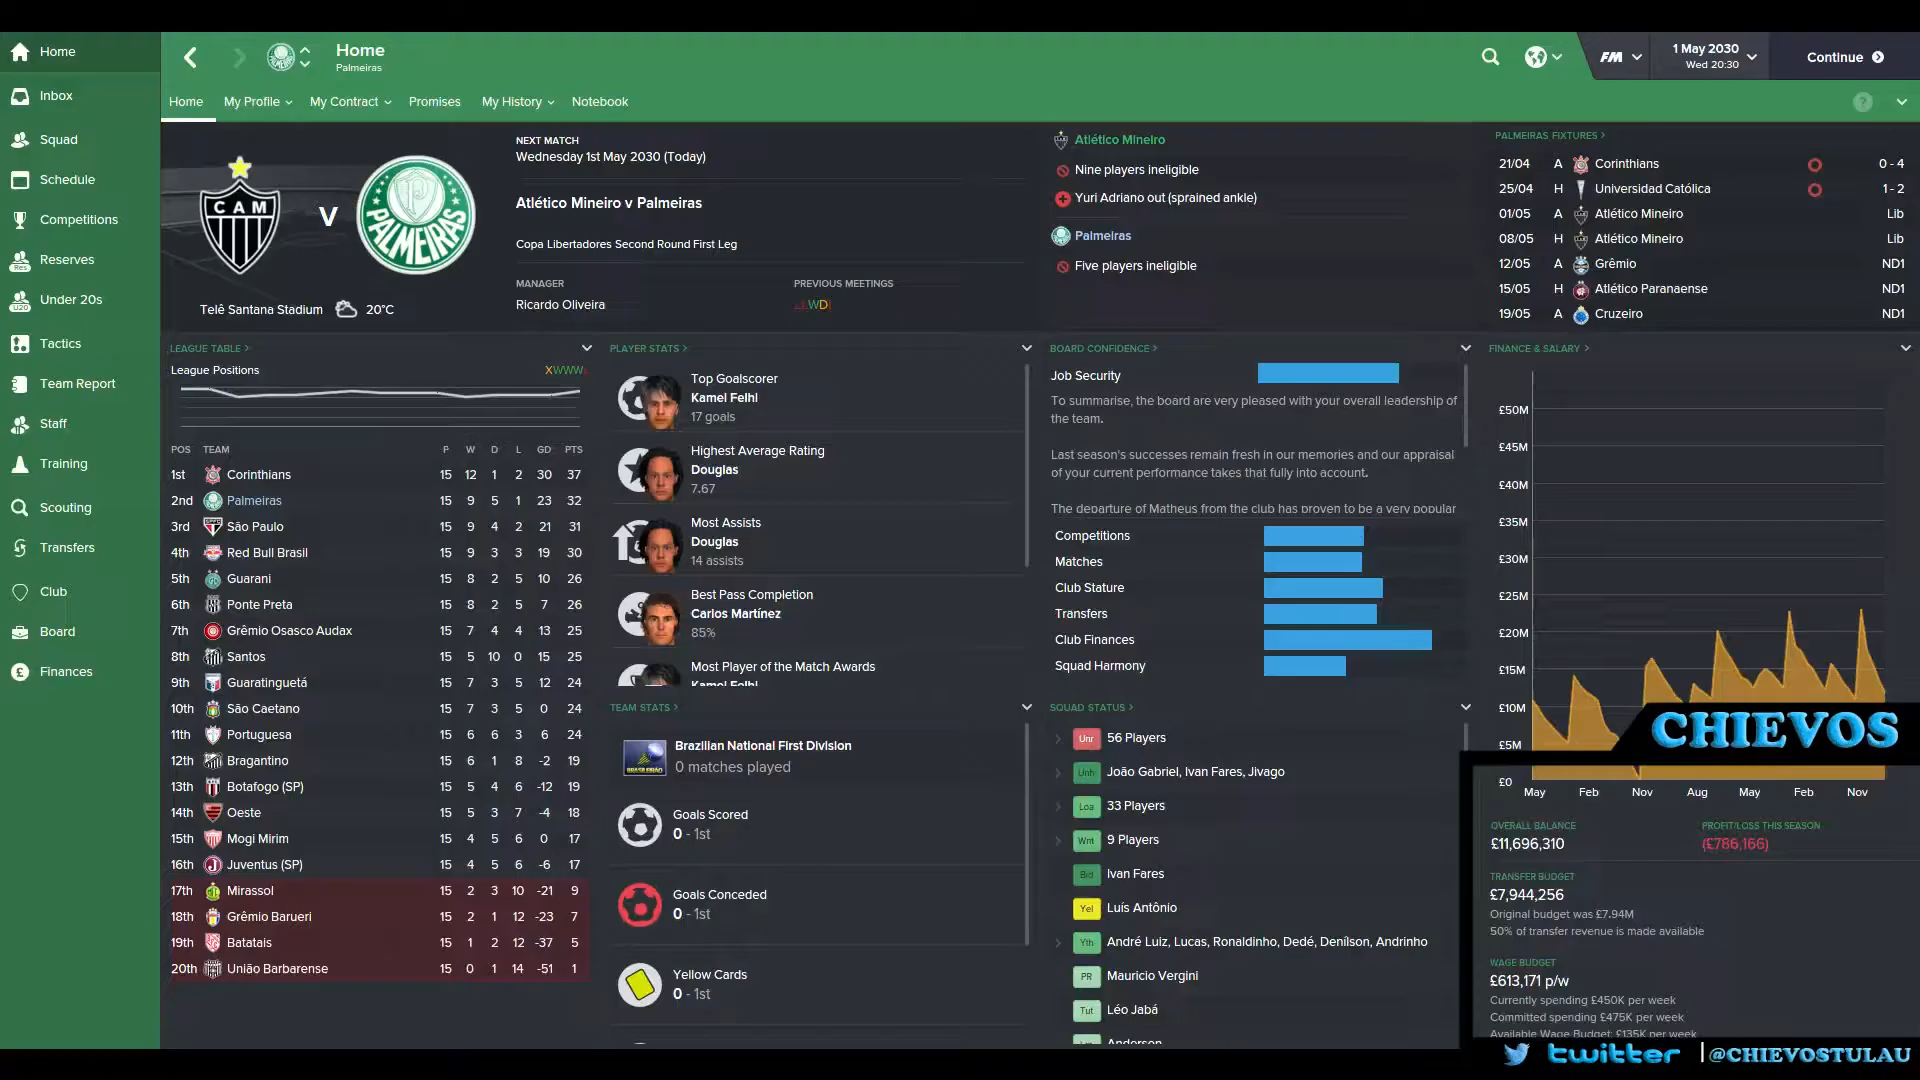 Home
Inbox
Squad
Schedule
Competitions
Res
Reserves
U20
Under 20s
Tactics
Team Report
Staff
Training
Scouting
Transfers
Club
Board
£
Finances
Home
Palmeiras
FM
1 May 2030
Wed 20:30
Continue
Home
My Profile
My Contract
Promises
My History
Notebook
?
CAM
V
PALMEIRAS
Telê Santana Stadium
20°C
NEXT MATCH
Wednesday 1st May 2030 (Today)
Atlético Mineiro v Palmeiras
Copa Libertadores Second Round First Leg
MANAGER
Ricardo Oliveira
PREVIOUS MEETINGS
WD
Atlético Mineiro
Nine players ineligible
Yuri Adriano out (sprained ankle)
Palmeiras
Five players ineligible
PALMEIRAS FIXTURES >
21/04 A Corinthians 0 - 4
25/04 H Universidad Católica 1 - 2
01/05 A Atlético Mineiro Lib
08/05 H Atlético Mineiro Lib
12/05 A Grêmio ND1
15/05 H Atlético Paranaense ND1
19/05 A Cruzeiro ND1
LEAGUE TABLE >
League Positions XWWW
POS TEAM P W D L GD PTS
1st Corinthians 15 12 1 2 30 37
2nd Palmeiras 15 9 5 1 23 32
3rd São Paulo 15 9 4 2 21 31
4th Red Bull Brasil 15 9 3 3 19 30
5th Guarani 15 8 2 5 10 26
6th Ponte Preta 15 8 2 5 7 26
7th Grêmio Osasco Audax 15 7 4 4 13 25
8th Santos 15 5 10 0 15 25
9th Guaratinguetá 15 7 3 5 12 24
10th São Caetano 15 7 3 5 0 24
11th Portuguesa 15 6 6 3 6 24
12th Bragantino 15 6 1 8 -2 19
13th Botafogo (SP) 15 5 4 6 -12 19
14th Oeste 15 5 3 7 -4 18
15th Mogi Mirim 15 4 5 6 0 17
16th Juventus (SP) 15 4 5 6 -6 17
17th Mirassol 15 2 3 10 -21 9
18th Grêmio Barueri 15 2 1 12 -23 7
19th Batatais 15 1 2 12 -37 5
20th União Barbarense 15 0 1 14 -51 1
PLAYER STATS >
Top Goalscorer
Kamel Felhi
17 goals
Highest Average Rating
Douglas
7.67
Most Assists
Douglas
14 assists
Best Pass Completion
Carlos Martínez
85%
Most Player of the Match Awards
Kamel Felhi
TEAM STATS >
Brazilian National First Division
0 matches played
Goals Scored
0 - 1st
Goals Conceded
0 - 1st
Yellow Cards
0 - 1st
BOARD CONFIDENCE >
Job Security
To summarise, the board are very pleased with your overall leadership of
the team.
Last season's successes remain fresh in our memories and our appraisal
of your current performance takes that fully into account.
The departure of Matheus from the club has proven to be a very popular
Competitions
Matches
Club Stature
Transfers
Club Finances
Squad Harmony
SQUAD STATUS >
Unr 56 Players
Unh João Gabriel, Ivan Fares, Jivago
Loa 33 Players
Wnt 9 Players
Bid Ivan Fares
Yel Luís Antônio
Yth André Luiz, Lucas, Ronaldinho, Dedé, Denílson, Andrinho
PR Mauricio Vergini
Tut Léo Jabá
Anderson
FINANCE & SALARY >
£50M
£45M
£40M
£35M
£30M
£25M
£20M
£15M
£10M
£5M
£0
May Feb Nov Aug May Feb Nov
CHIEVOS
OVERALL BALANCE
£11,696,310
PROFIT/LOSS THIS SEASON
(£786,166)
TRANSFER BUDGET
£7,944,256
Original budget was £7.94M
50% of transfer revenue is made available
WAGE BUDGET
£613,171 p/w
Currently spending £450K per week
Committed spending £475K per week
Available Wage Budget: £135K per week
twitter |@CHIEVOSTULAU